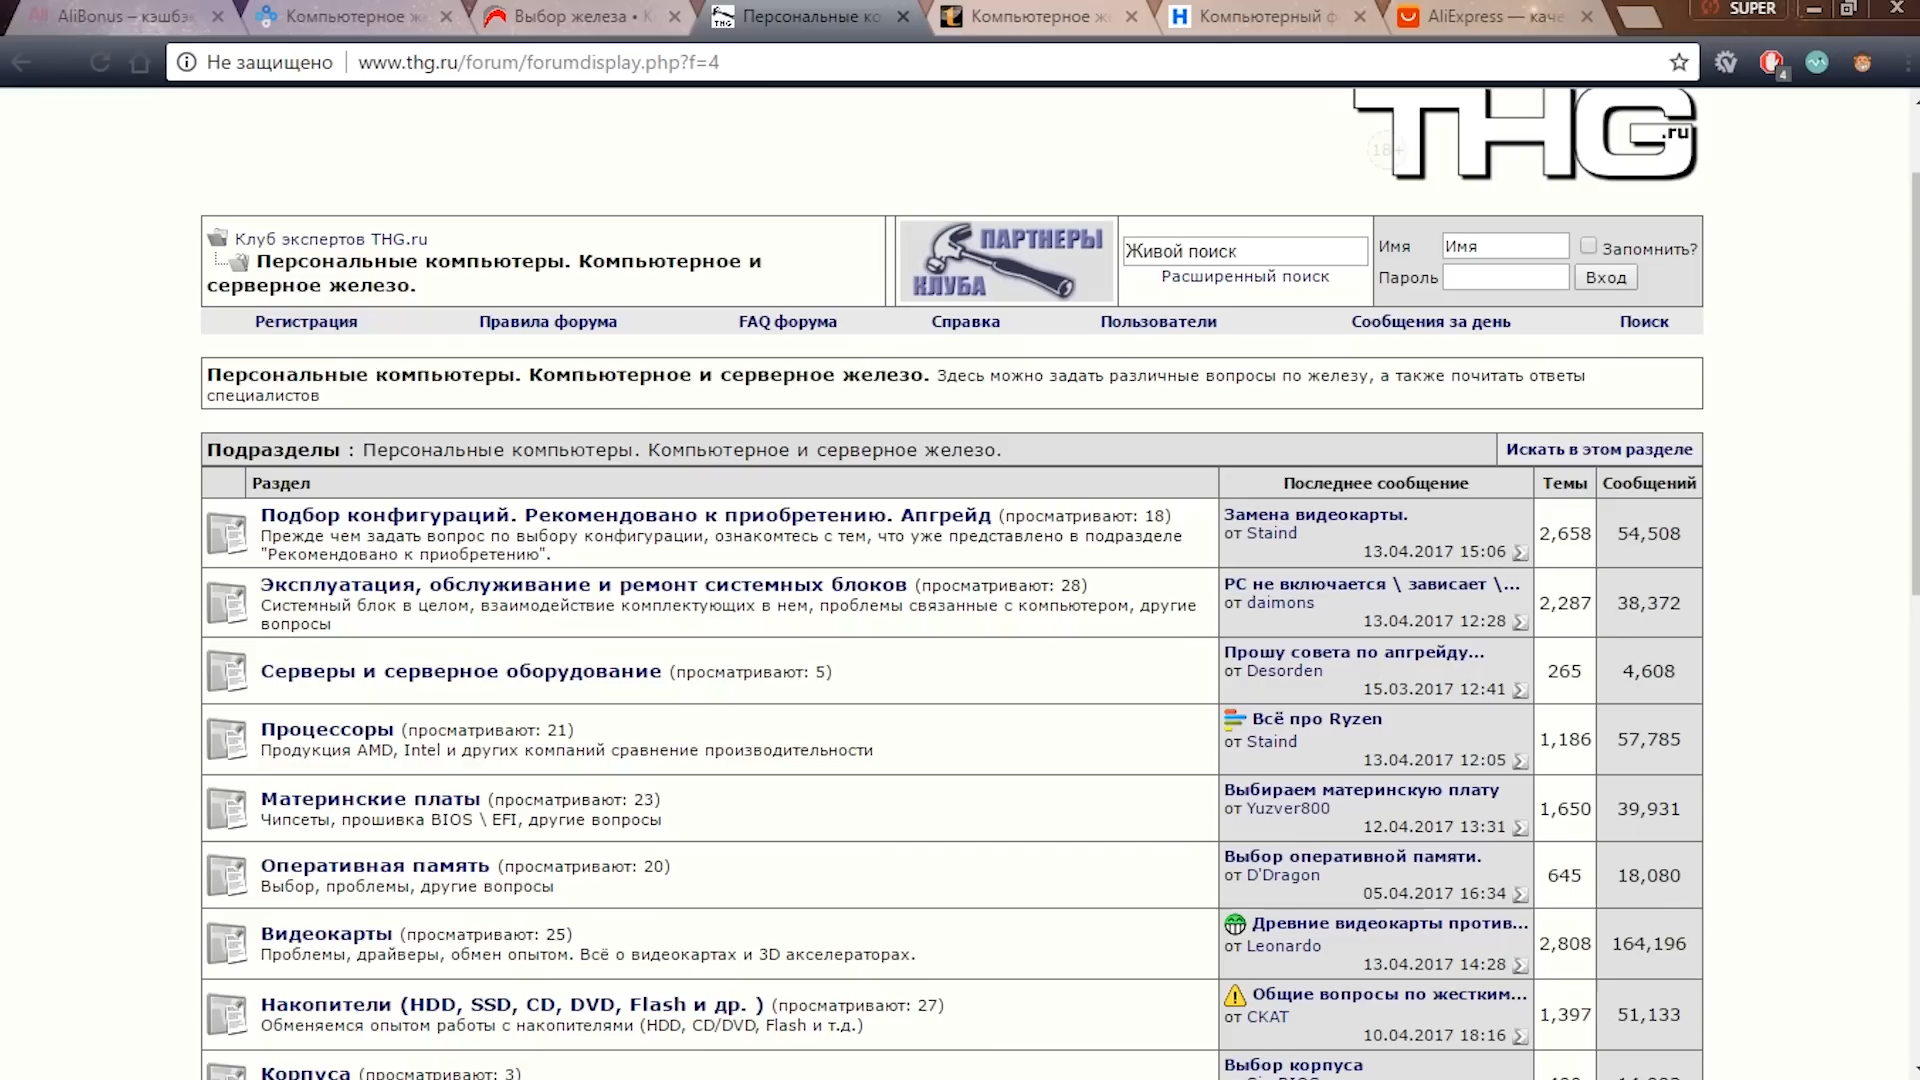 AliBonus – кэшбэ
Компьютерное же
Выбор железа • К
Персональные ко
Компьютерное же
Компьютерный ф
AliExpress — каче
SUPER
Не защищено
www.thg.ru/forum/forumdisplay.php?f=4
4
THG.ru
18+
Клуб экспертов THG.ru
Персональные компьютеры. Компьютерное и
серверное железо.
ПАРТНЕРЫ
КЛУБА
Живой поиск
Расширенный поиск
Имя Имя Запомнить?
Пароль Вход
Регистрация Правила форума FAQ форума Справка Пользователи Сообщения за день Поиск
Персональные компьютеры. Компьютерное и серверное железо. Здесь можно задать различные вопросы по железу, а также почитать ответы
специалистов
Подразделы : Персональные компьютеры. Компьютерное и серверное железо. Искать в этом разделе
Раздел Последнее сообщение Темы Сообщений
Подбор конфигураций. Рекомендовано к приобретению. Апгрейд (просматривают: 18)
Прежде чем задать вопрос по выбору конфигурации, ознакомтесь с тем, что уже представлено в подразделе
"Рекомендовано к приобретению".
Замена видеокарты.
от Staind
13.04.2017 15:06
2,658 54,508
Эксплуатация, обслуживание и ремонт системных блоков (просматривают: 28)
Системный блок в целом, взаимодействие комплектующих в нем, проблемы связанные с компьютером, другие
вопросы
PC не включается \ зависает \...
от daimons
13.04.2017 12:28
2,287 38,372
Серверы и серверное оборудование (просматривают: 5)
Прошу совета по апгрейду...
от Desorden
15.03.2017 12:41
265 4,608
Процессоры (просматривают: 21)
Продукция AMD, Intel и других компаний сравнение производительности
Всё про Ryzen
от Staind
13.04.2017 12:05
1,186 57,785
Материнские платы (просматривают: 23)
Чипсеты, прошивка BIOS \ EFI, другие вопросы
Выбираем материнскую плату
от Yuzver800
12.04.2017 13:31
1,650 39,931
Оперативная память (просматривают: 20)
Выбор, проблемы, другие вопросы
Выбор оперативной памяти.
от D'Dragon
05.04.2017 16:34
645 18,080
Видеокарты (просматривают: 25)
Проблемы, драйверы, обмен опытом. Всё о видеокартах и 3D акселераторах.
Древние видеокарты против...
от Leonardo
13.04.2017 14:28
2,808 164,196
Накопители (HDD, SSD, CD, DVD, Flash и др. ) (просматривают: 27)
Обменяемся опытом работы с накопителями (HDD, CD/DVD, Flash и т.д.)
Общие вопросы по жестким...
от СКАТ
10.04.2017 18:16
1,397 51,133
Корпуса (просматривают: 3)
Выбор корпуса